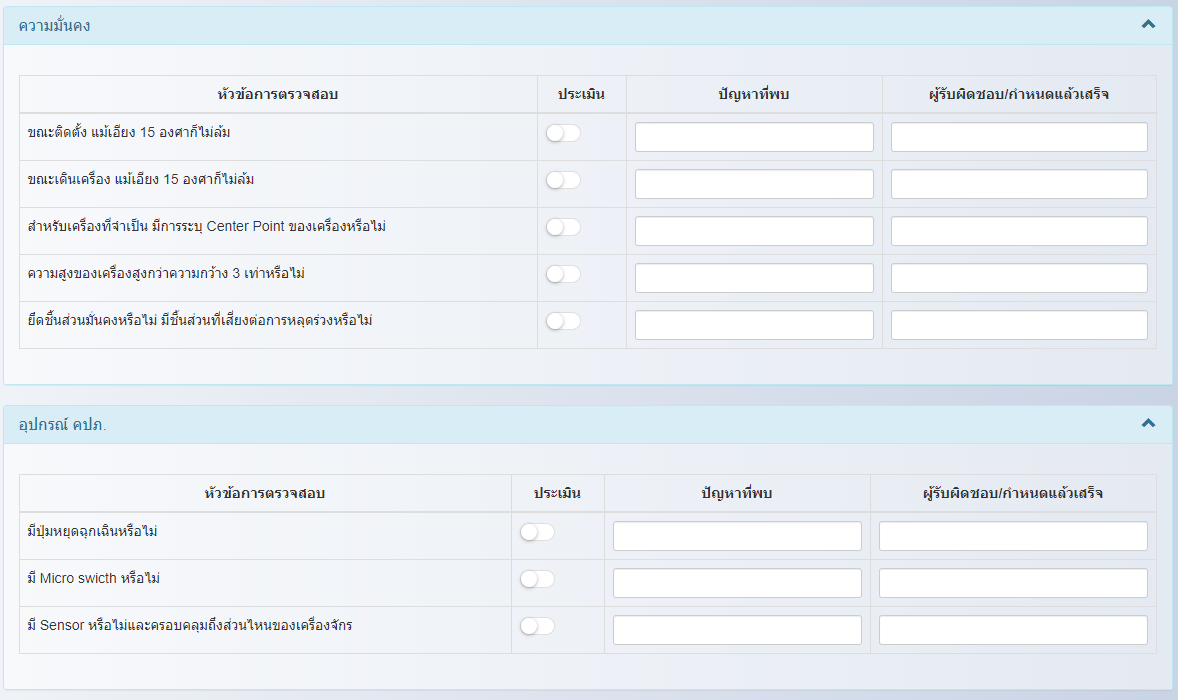 ความมั่นคง
หัวข้อการตรวจสอบ ประเมิน ปัญหาที่พบ ผู้รับผิดชอบ/กำหนดแล้วเสร็จ
ขณะติดตั้ง แม้เอียง 15 องศาก็ไม่ล้ม
ขณะเดินเครื่อง แม้เอียง 15 องศาก็ไม่ล้ม
สำหรับเครื่องที่จำเป็น มีการระบุ Center Point ของเครื่องหรือไม่
ความสูงของเครื่องสูงกว่าความกว้าง 3 เท่าหรือไม่
ยึดชิ้นส่วนมั่นคงหรือไม่ มีชิ้นส่วนที่เสี่ยงต่อการหลุดร่วงหรือไม่
อุปกรณ์ คปภ.
หัวข้อการตรวจสอบ ประเมิน ปัญหาที่พบ ผู้รับผิดชอบ/กำหนดแล้วเสร็จ
มีปุ่มหยุดฉุกเฉินหรือไม่
มี Micro swicth หรือไม่
มี Sensor หรือไม่และครอบคลุมถึงส่วนไหนของเครื่องจักร